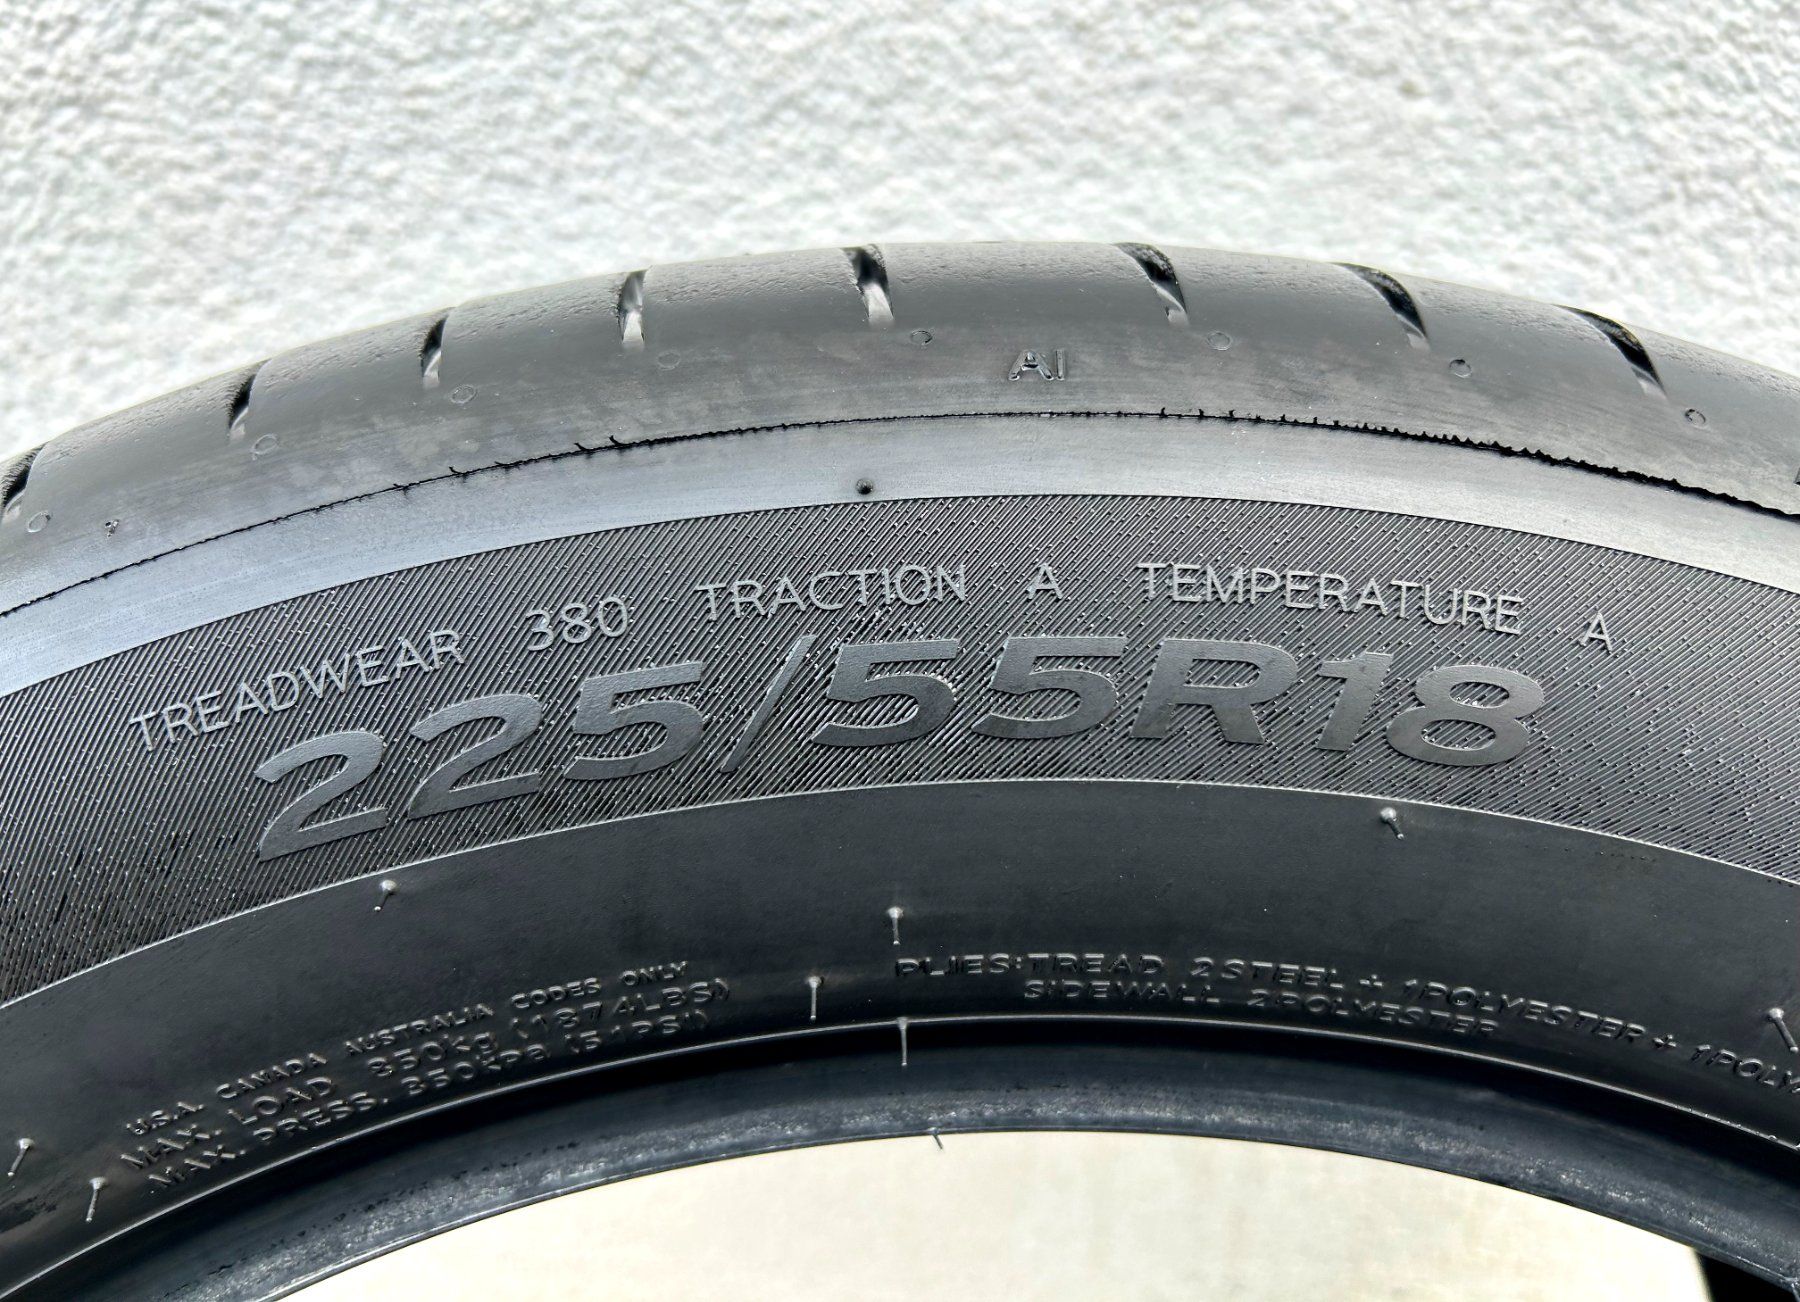 AI
TREADWEAR 380 TRACTION A TEMPERATURE A
225/55R18
U.S.A. CANADA AUSTRALIA CODES ONLY
MAX. LOAD 850kg (1874LBS)
MAX. PRESS. 350kPa (51PSI)
PLIES:TREAD 2STEEL + 1POLYESTER + 1POLY
SIDEWALL 2POLYESTER